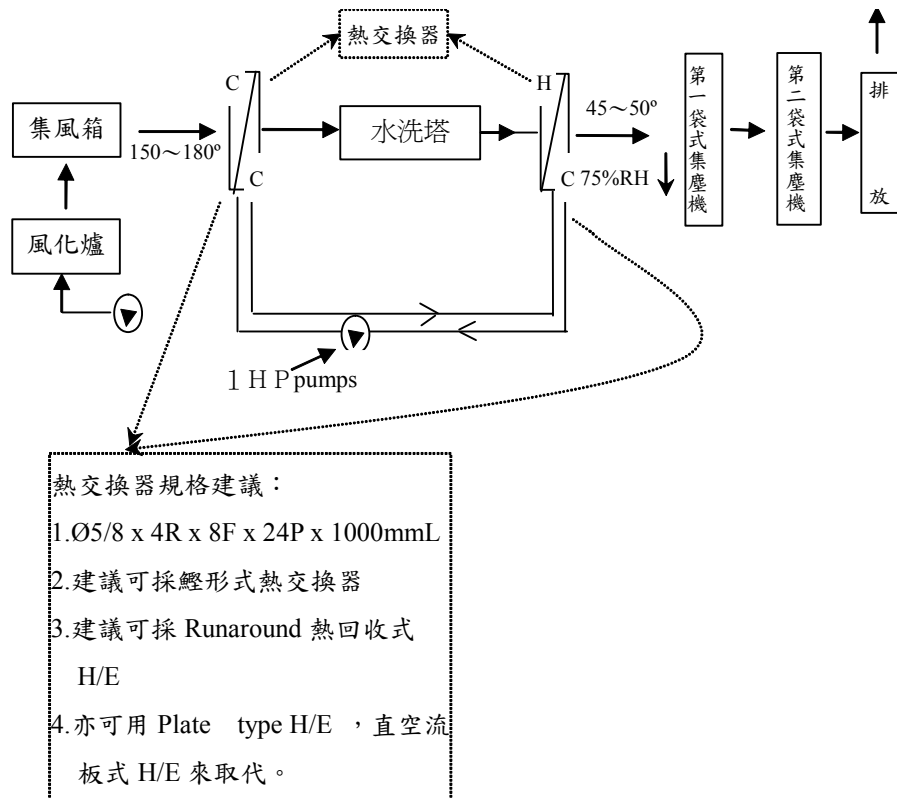 熱交換器
C
H
集風箱
150～180º
水洗塔
45～50º
C
C
75%RH
第一袋式集塵機
第二袋式集塵機
排放
風化爐
１ＨＰpumps
熱交換器規格建議：
1.Ø5/8 x 4R x 8F x 24P x 1000mmL
2.建議可採鰹形式熱交換器
3.建議可採 Runaround 熱回收式
H/E
4.亦可用 Plate type H/E ，直空流
板式 H/E 來取代。